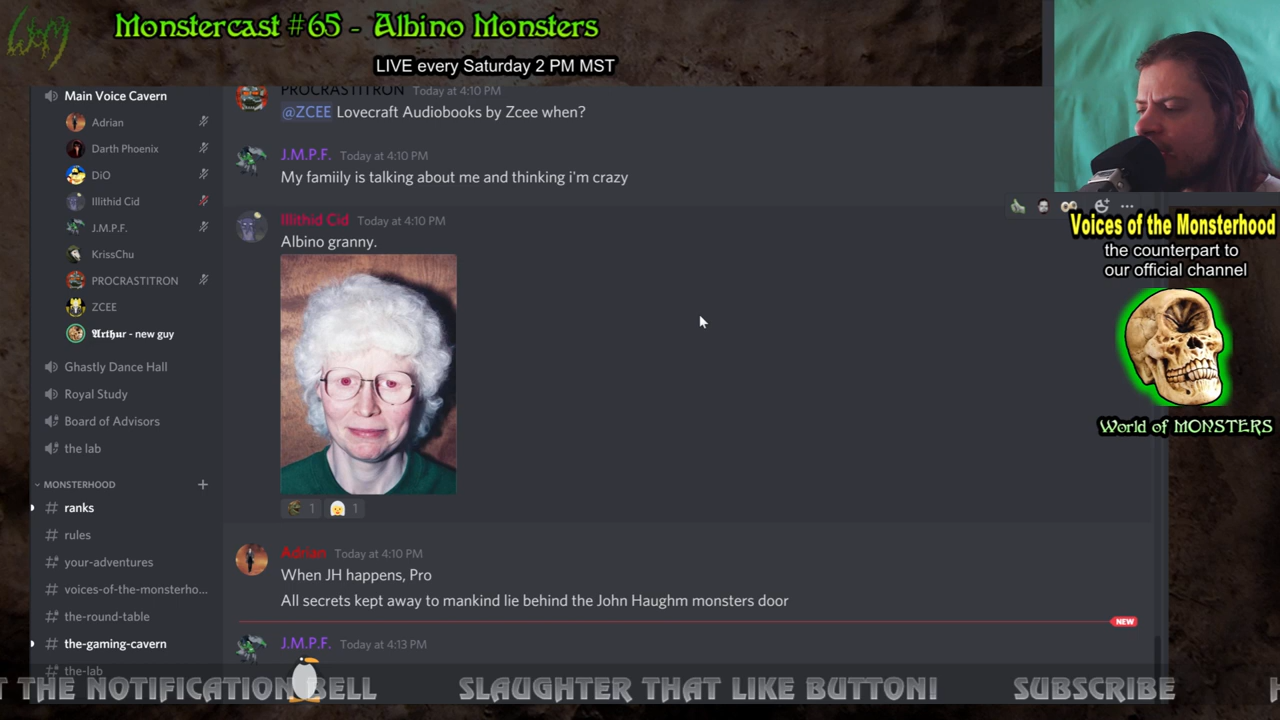 Monstercast #65 - Albino Monsters
LIVE every Saturday 2 PM MST
Main Voice Cavern
Adrian
Darth Phoenix
DiO
Illithid Cid
J.M.P.F.
KrissChu
PROCRASTITRON
ZCEE
Arthur - new guy
Ghastly Dance Hall
Royal Study
Board of Advisors
the lab
MONSTERHOOD
ranks
rules
your-adventures
voices-of-the-monsterho...
the-round-table
the-gaming-cavern
the-lab
PROCRASTITRON Today at 4:10 PM
@ZCEE Lovecraft Audiobooks by Zcee when?
J.M.P.F. Today at 4:10 PM
My famiily is talking about me and thinking i'm crazy
Illithid Cid Today at 4:10 PM
Albino granny.
1 1
Adrian Today at 4:10 PM
When JH happens, Pro
All secrets kept away to mankind lie behind the John Haughm monsters door
NEW
J.M.P.F. Today at 4:13 PM
Voices of the Monsterhood
the counterpart to
our official channel
World of MONSTERS
T THE NOTIFICATION BELL SLAUGHTER THAT LIKE BUTTON! SUBSCRIBE